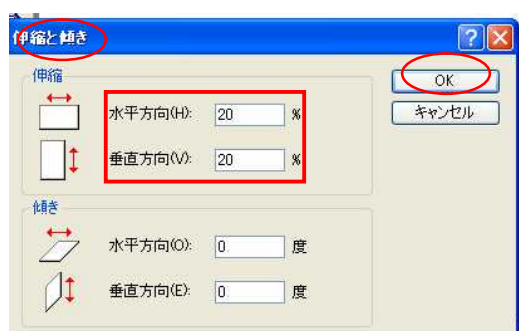 伸縮と傾き
伸縮
水平方向(H): 20 %
垂直方向(V): 20 %
傾き
水平方向(O): 0 度
垂直方向(E): 0 度
OK
キャンセル